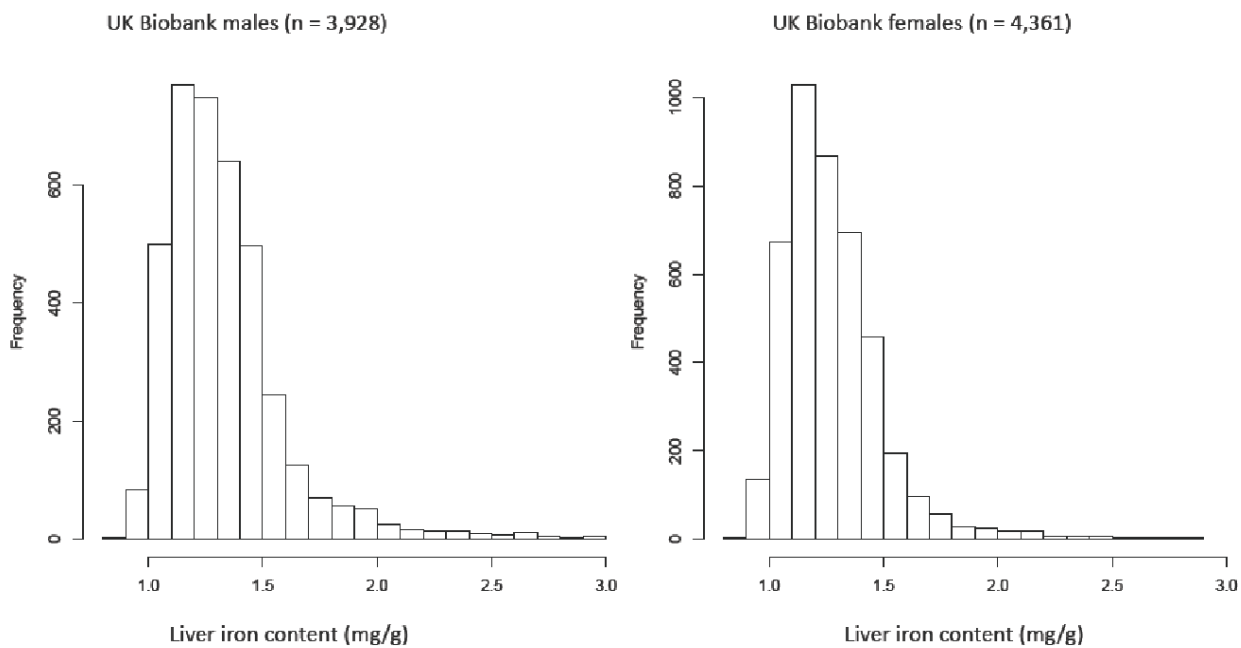 UK Biobank males (n = 3,928)
Frequency
600
400
200
0
1.0 1.5 2.0 2.5 3.0
Liver iron content (mg/g)
UK Biobank females (n = 4,361)
Frequency
1000
800
600
400
200
0
1.0 1.5 2.0 2.5 3.0
Liver iron content (mg/g)